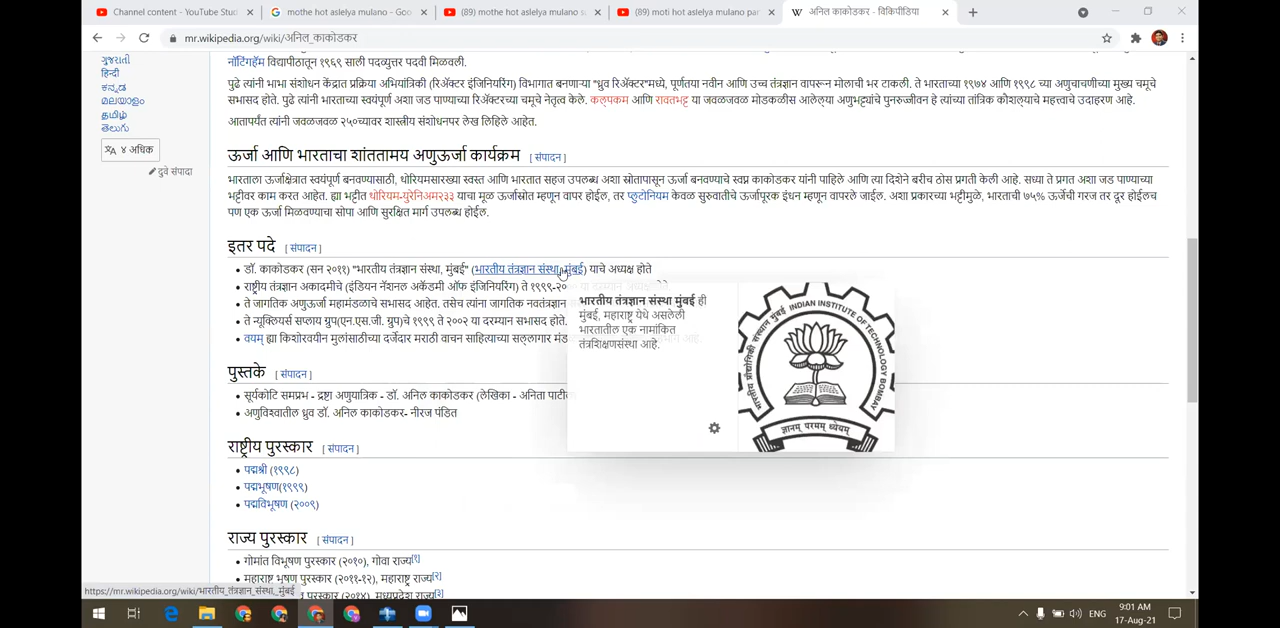 Channel content - YouTube Stud
mothe hot aslelya mulano - Goo
(89) mothe hot aslelya mulano s
(89) moti hot aslelya mulano par
अनिल काकोडकर - विकिपीडिया
mr.wikipedia.org/wiki/अनिल_काकोडकर
ગુજરાતી
हिन्दी
ಕನ್ನಡ
മലയാളം
தமிழ்
తెలుగు
४ अधिक
दुवे संपादा
नॉटिंगहॅम विद्यापीठातून १९६९ साली पदव्युत्तर पदवी मिळवली.
पुढे त्यांनी भाभा संशोधन केंद्रात प्रक्रिया अभियांत्रिकी (रिॲक्टर इंजिनियरिंग) विभागात बनणाऱ्या "ध्रुव रिॲक्टर"मध्ये, पूर्णतया नवीन आणि उच्च तंत्रज्ञान वापरून मोलाची भर टाकली. ते भारताच्या १९७४ आणि १९९८ च्या अणुचाचणीच्या मुख्य चमूचे
सभासद होते. पुढे त्यांनी भारताच्या स्वयंपूर्ण अशा जड पाण्याच्या रिॲक्टरच्या चमूचे नेतृत्व केले. कल्पकम आणि रावतभट्ट या जवळजवळ मोडकळीस आलेल्या अणुभट्ट्यांचे पुनरुज्जीवन हे त्यांच्या तांत्रिक कौशल्याचे महत्त्वाचे उदाहरण आहे.
आतापर्यंत त्यांनी जवळजवळ २५०च्यावर शास्त्रीय संशोधनपर लेख लिहिले आहेत.
ऊर्जा आणि भारताचा शांततामय अणुऊर्जा कार्यक्रम [ संपादन ]
भारताला ऊर्जाक्षेत्रात स्वयंपूर्ण बनवण्यासाठी, थोरियमसारख्या स्वस्त आणि भारतात सहज उपलब्ध अशा स्रोतापासून ऊर्जा बनवण्याचे स्वप्न काकोडकर यांनी पाहिले आणि त्या दिशेने बरीच ठोस प्रगती केली आहे. सध्या ते प्रगत अशा जड पाण्याच्या
भट्टीवर काम करत आहेत. ह्या भट्टीत थोरियम-युरेनिअम२३३ याचा मूळ ऊर्जास्रोत म्हणून वापर होईल, तर प्लुटोनियम केवळ सुरुवातीचे ऊर्जापूरक इंधन म्हणून वापरले जाईल. अशा प्रकारच्या भट्टीमुळे, भारताची ७५% ऊर्जेची गरज तर दूर होईलच
पण एक ऊर्जा मिळवण्याचा सोपा आणि सुरक्षित मार्ग उपलब्ध होईल.
इतर पदे [ संपादन ]
• डॉ. काकोडकर (सन २०११) "भारतीय तंत्रज्ञान संस्था, मुंबई" (भारतीय तंत्रज्ञान संस्था, मुंबई) याचे अध्यक्ष होते
• राष्ट्रीय तंत्रज्ञान अकादमीचे (इंडियन नॅशनल अकॅडमी ऑफ इंजिनियरिंग) ते १९९९-२००
• ते जागतिक अणुऊर्जा महामंडळाचे सभासद आहेत. तसेच त्यांना जागतिक नवतंत्रज्ञान
• ते न्यूक्लियर्स सप्लाय ग्रुप(एन.एस.जी. ग्रुप)चे १९९९ ते २००२ या दरम्यान सभासद होते.
• वयम् ह्या किशोरवयीन मुलांसाठीच्या दर्जेदार मराठी वाचन साहित्याच्या सल्लागार मंड
भारतीय तंत्रज्ञान संस्था मुंबई ही
मुंबई, महाराष्ट्र येथे असलेली
भारतातील एक नामांकित
तंत्रशिक्षणसंस्था आहे.
भारतीय प्रौद्योगिकी संस्थान मुंबई
INDIAN INSTITUTE OF TECHNOLOGY BOMBAY
ज्ञानम् परमम् ध्येयम्
पुस्तके [ संपादन ]
• सूर्यकोटि समप्रभ - द्रष्टा अणुयात्रिक - डॉ. अनिल काकोडकर (लेखिका - अनिता पाटी
• अणुविश्वातील ध्रुव डॉ. अनिल काकोडकर- नीरज पंडित
राष्ट्रीय पुरस्कार [ संपादन ]
• पद्मश्री (१९९८)
• पद्मभूषण(१९९९)
• पद्मविभूषण (२००९)
राज्य पुरस्कार [ संपादन ]
• गोमांत विभूषण पुरस्कार (२०१०), गोवा राज्य[१]
• महाराष्ट्र भूषण पुरस्कार (२०११-१२), महाराष्ट्र राज्य[२]
पुरस्कार (२०१४), मध्यप्रदेश राज्य[३]
https://mr.wikipedia.org/wiki/भारतीय_तंत्रज्ञान_संस्था,_मुंबई
ENG
9:01 AM
17-Aug-21